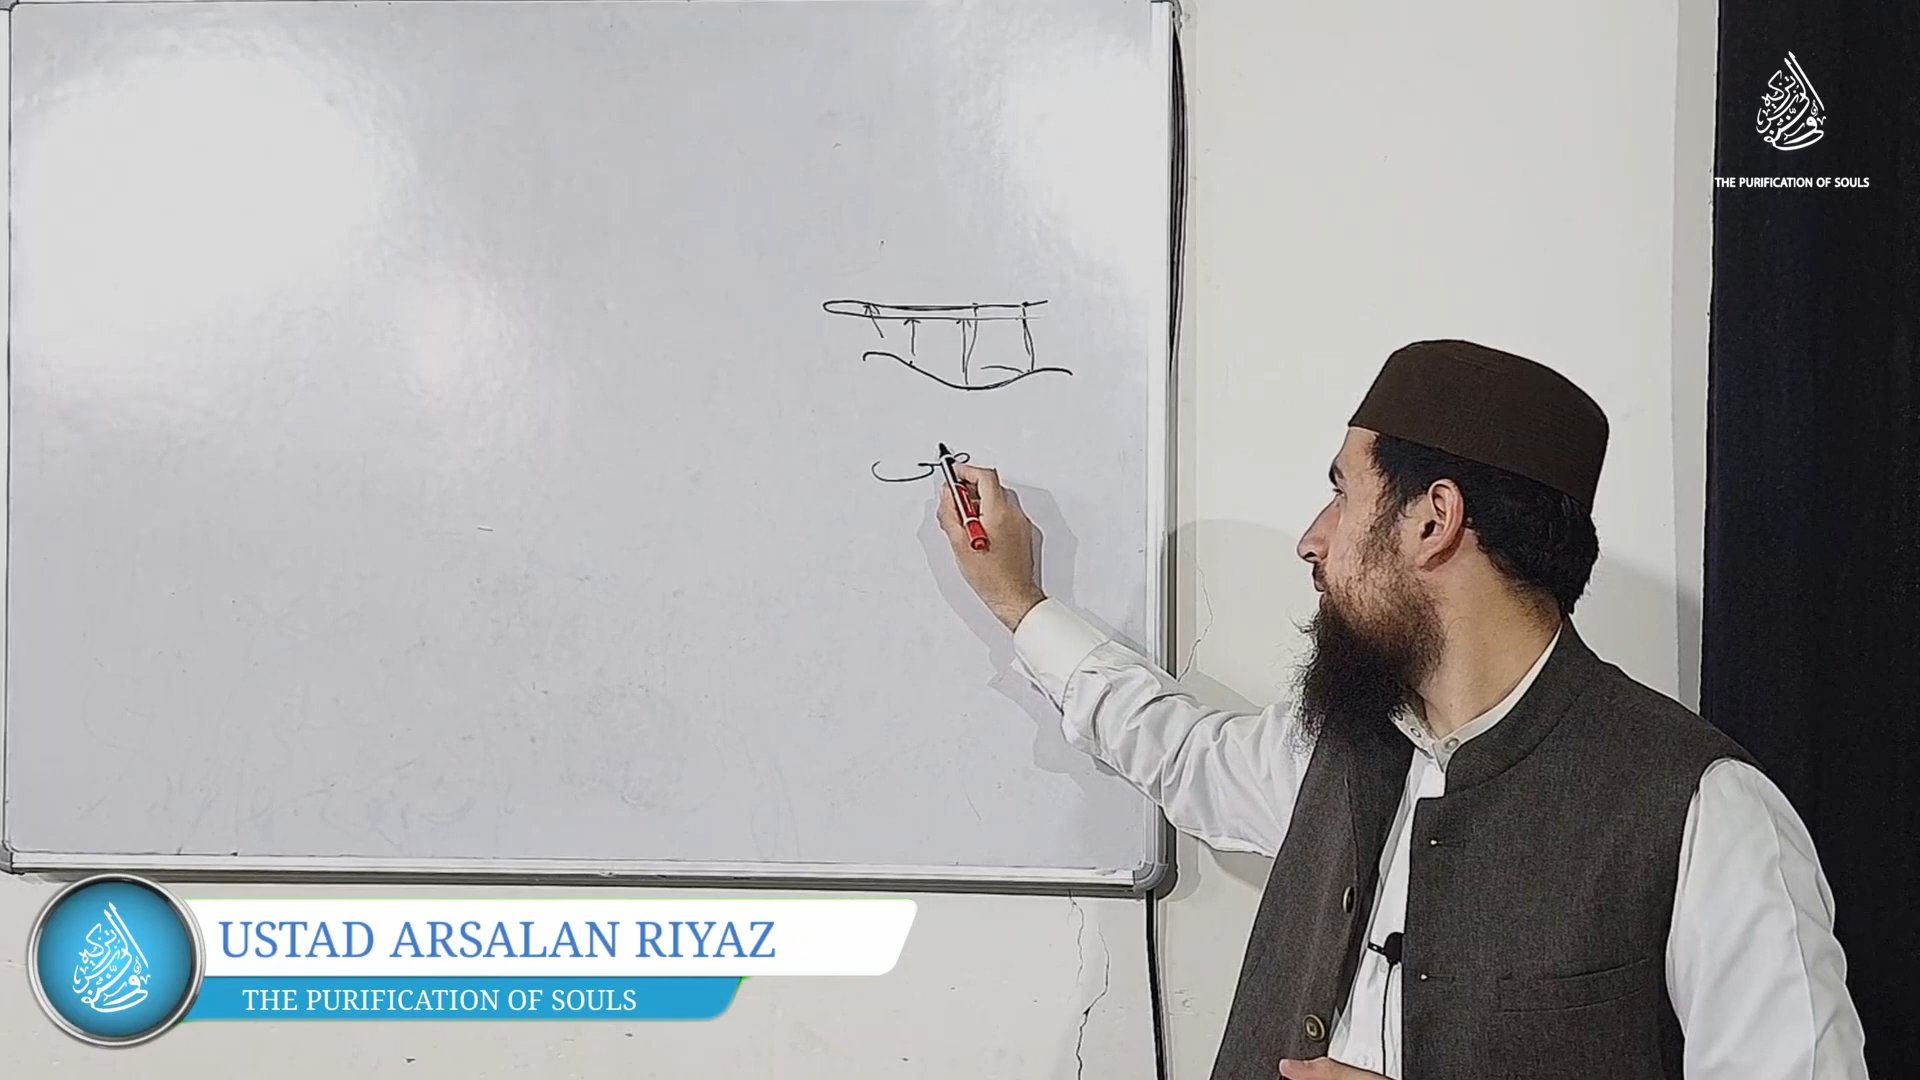 THE PURIFICATION OF SOULS
USTAD ARSALAN RIYAZ
THE PURIFICATION OF SOULS